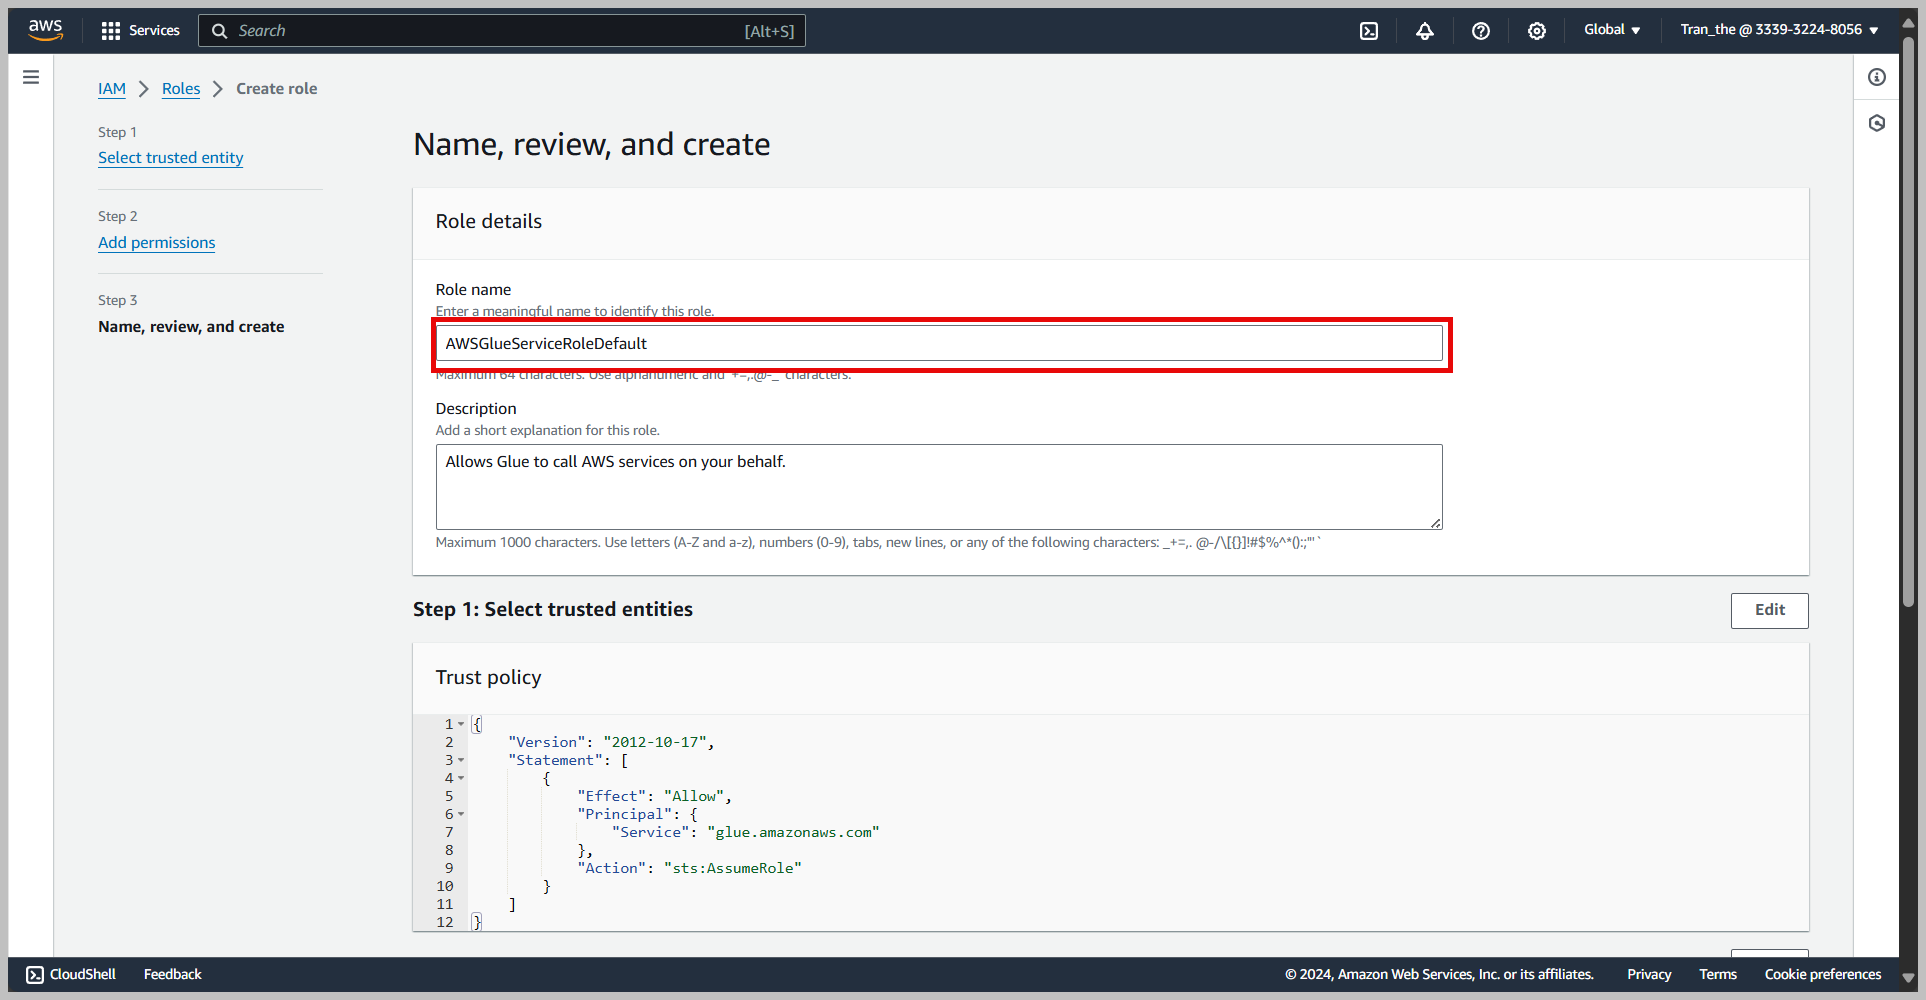 aws
Services
Search
[Alt+S]
Global
Tran_the @ 3339-3224-8056
IAM
Roles
Create role
Step 1
Select trusted entity
Step 2
Add permissions
Step 3
Name, review, and create
Name, review, and create
Role details
Role name
Enter a meaningful name to identify this role.
AWSGlueServiceRoleDefault
Maximum 64 characters. Use alphanumeric and '+=,.@-_' characters.
Description
Add a short explanation for this role.
Allows Glue to call AWS services on your behalf.
Maximum 1000 characters. Use letters (A-Z and a-z), numbers (0-9), tabs, new lines, or any of the following characters: _+=,. @-/\[{}]!#$%^*();:"'`
Step 1: Select trusted entities
Edit
Trust policy
1 {
2 "Version": "2012-10-17",
3 "Statement": [
4 {
5 "Effect": "Allow",
6 "Principal": {
7 "Service": "glue.amazonaws.com"
8 },
9 "Action": "sts:AssumeRole"
10 }
11 ]
12 }
CloudShell
Feedback
© 2024, Amazon Web Services, Inc. or its affiliates.
Privacy
Terms
Cookie preferences